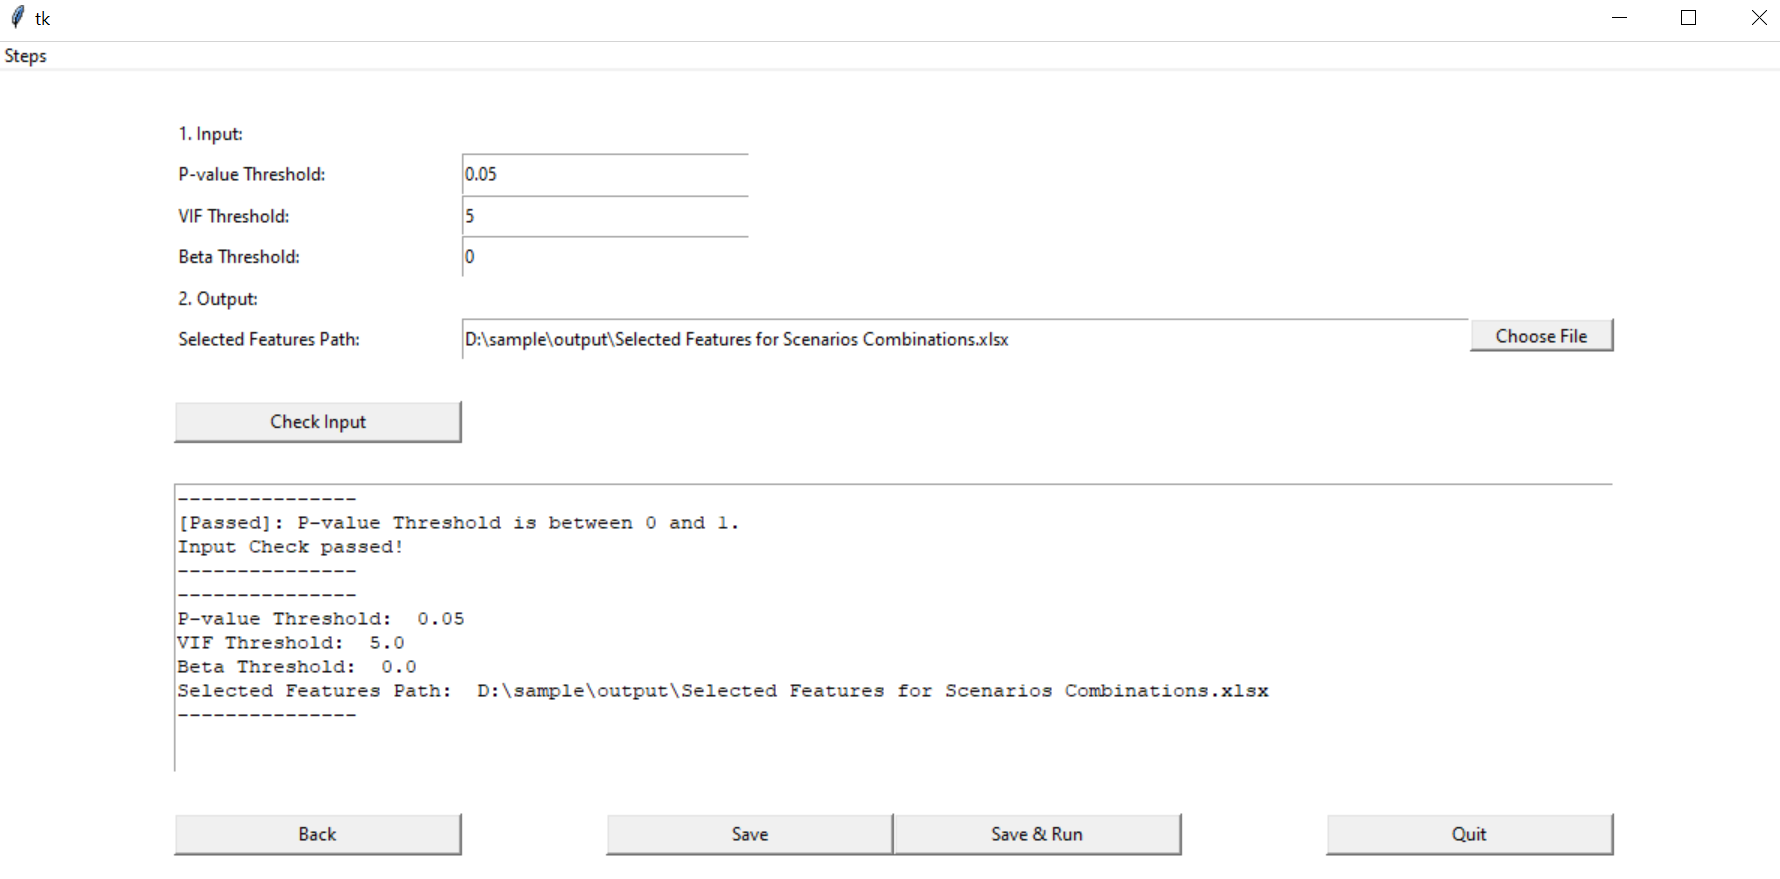 tk
Steps
1. Input:
P-value Threshold: 0.05
VIF Threshold: 5
Beta Threshold: 0
2. Output:
Selected Features Path: D:\sample\output\Selected Features for Scenarios Combinations.xlsx Choose File
Check Input
---------------
[Passed]: P-value Threshold is between 0 and 1.
Input Check passed!
---------------
---------------
P-value Threshold:  0.05
VIF Threshold:  5.0
Beta Threshold:  0.0
Selected Features Path:  D:\sample\output\Selected Features for Scenarios Combinations.xlsx
---------------
Back Save Save & Run Quit